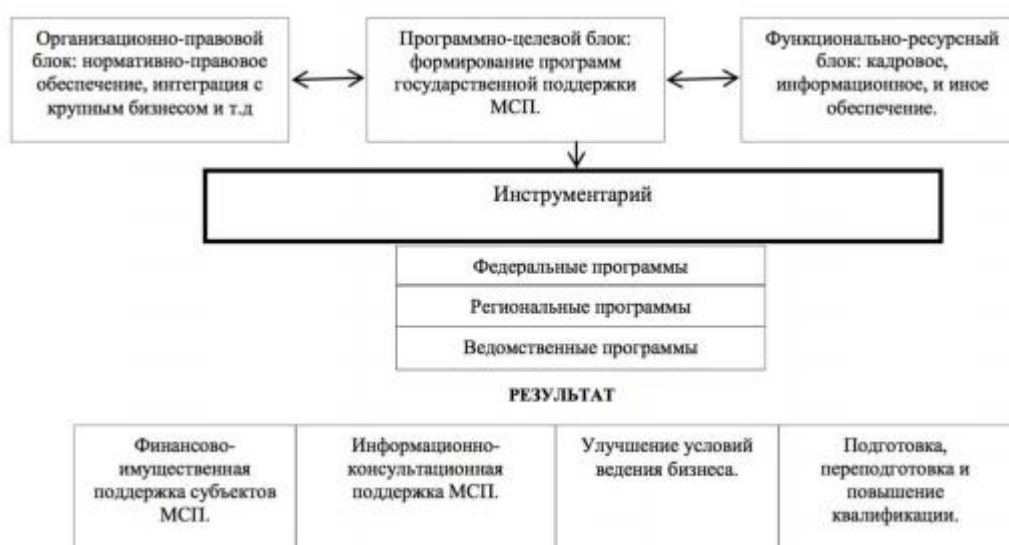 Организационно-правовой
блок: нормативно-правовое
обеспечение, интеграция с
крупным бизнесом и т.д
Программно-целевой блок:
формирование программ
государственной поддержки
МСП.
Функционально-ресурсный
блок: кадровое,
информационное, и иное
обеспечение.
Инструментарий
Федеральные программы
Региональные программы
Ведомственные программы
РЕЗУЛЬТАТ
Финансово-
имущественная
поддержка субъектов
МСП.
Информационно-
консультационная
поддержка МСП.
Улучшение условий
ведения бизнеса.
Подготовка,
переподготовка и
повышение
квалификации.